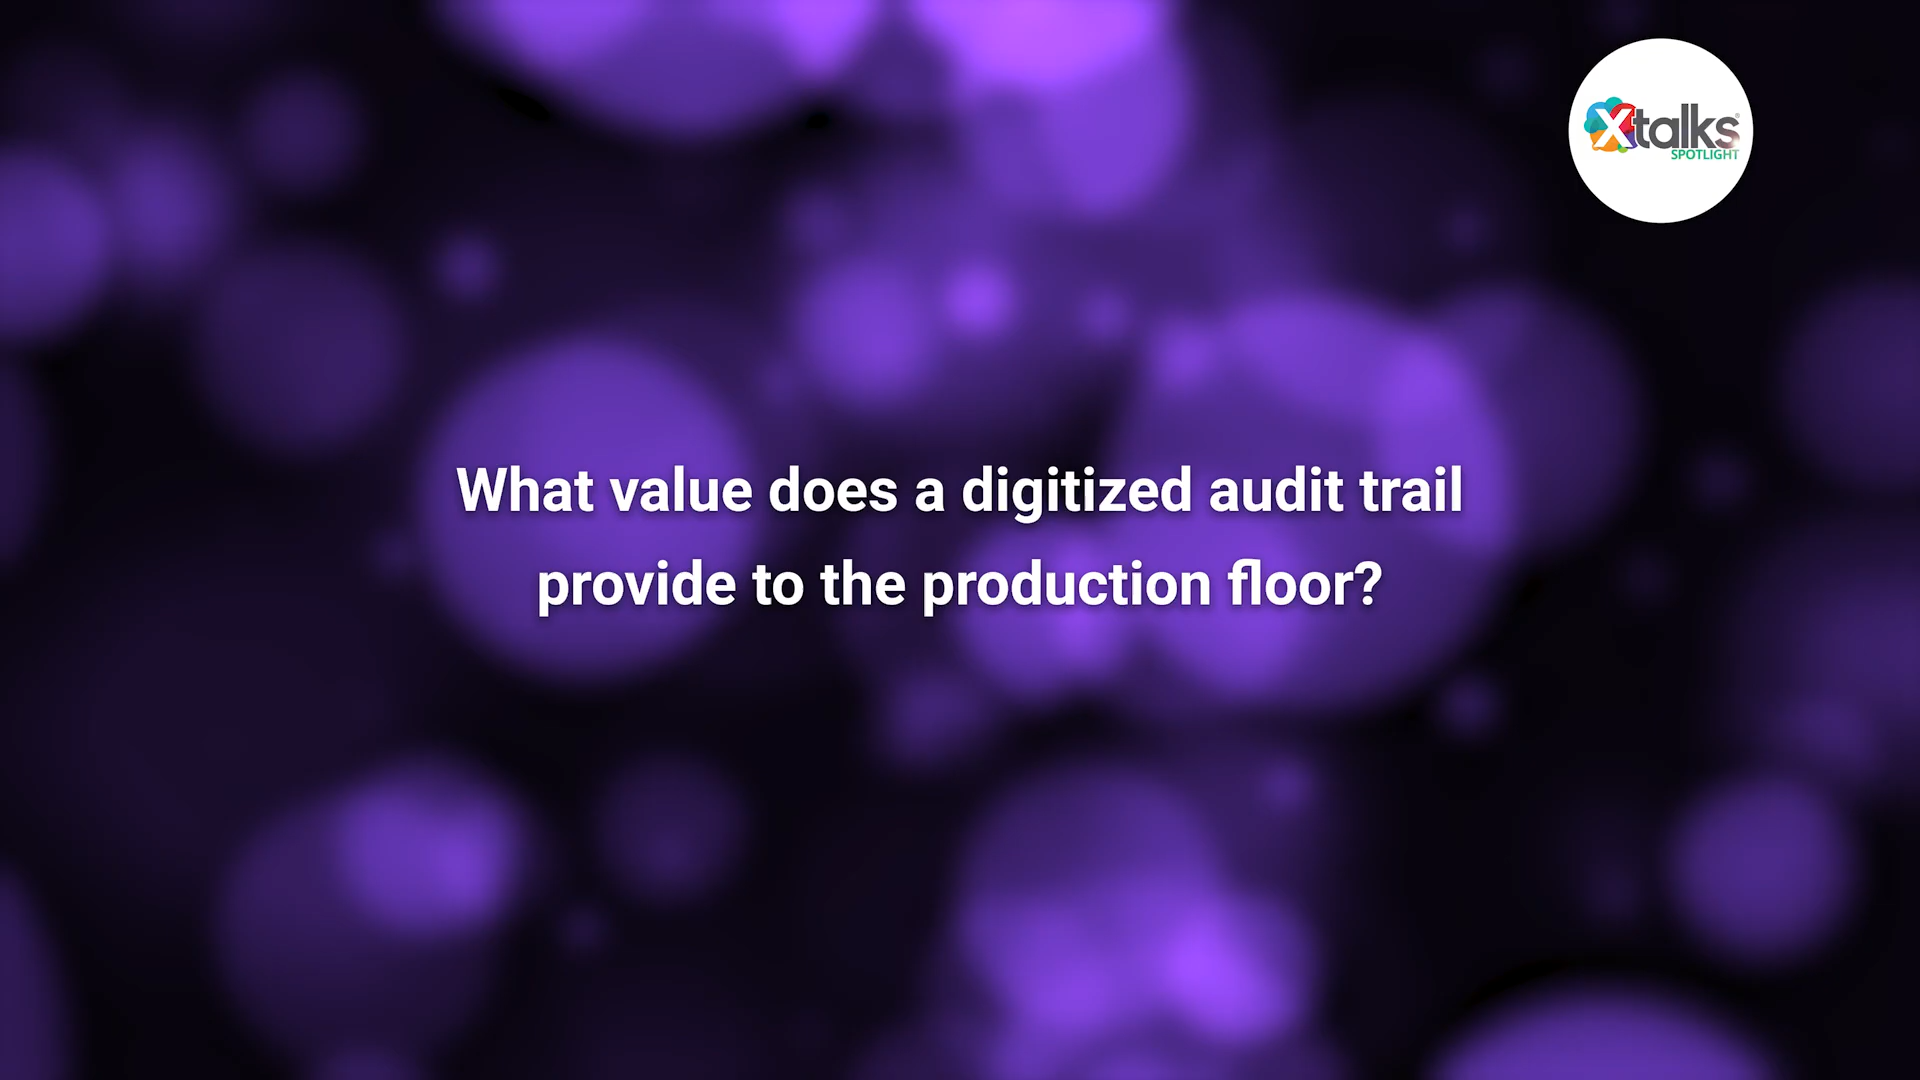 Xtalks
SPOTLIGHT
What value does a digitized audit trail
provide to the production floor?